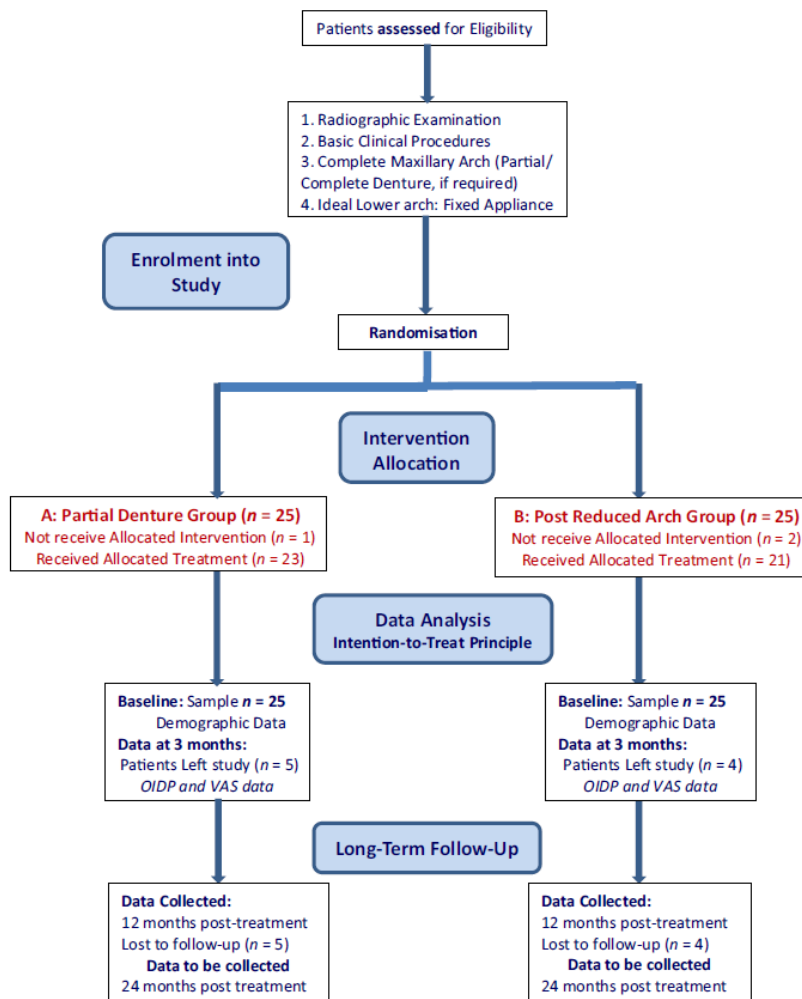 Patients assessed for Eligibility
1. Radiographic Examination
2. Basic Clinical Procedures
3. Complete Maxillary Arch (Partial/
Complete Denture, if required)
4. Ideal Lower arch: Fixed Appliance
Enrolment into
Study
Randomisation
Intervention
Allocation
A: Partial Denture Group (n = 25)
Not receive Allocated Intervention (n = 1)
Received Allocated Treatment (n = 23)
B: Post Reduced Arch Group (n = 25)
Not receive Allocated Intervention (n = 2)
Received Allocated Treatment (n = 21)
Data Analysis
Intention-to-Treat Principle
Baseline: Sample n = 25
Demographic Data
Data at 3 months:
Patients Left study (n = 5)
OIDP and VAS data
Baseline: Sample n = 25
Demographic Data
Data at 3 months:
Patients Left study (n = 4)
OIDP and VAS data
Long-Term Follow-Up
Data Collected:
12 months post-treatment
Lost to follow-up (n = 5)
Data to be collected
24 months post treatment
Data Collected:
12 months post-treatment
Lost to follow-up (n = 4)
Data to be collected
24 months post treatment